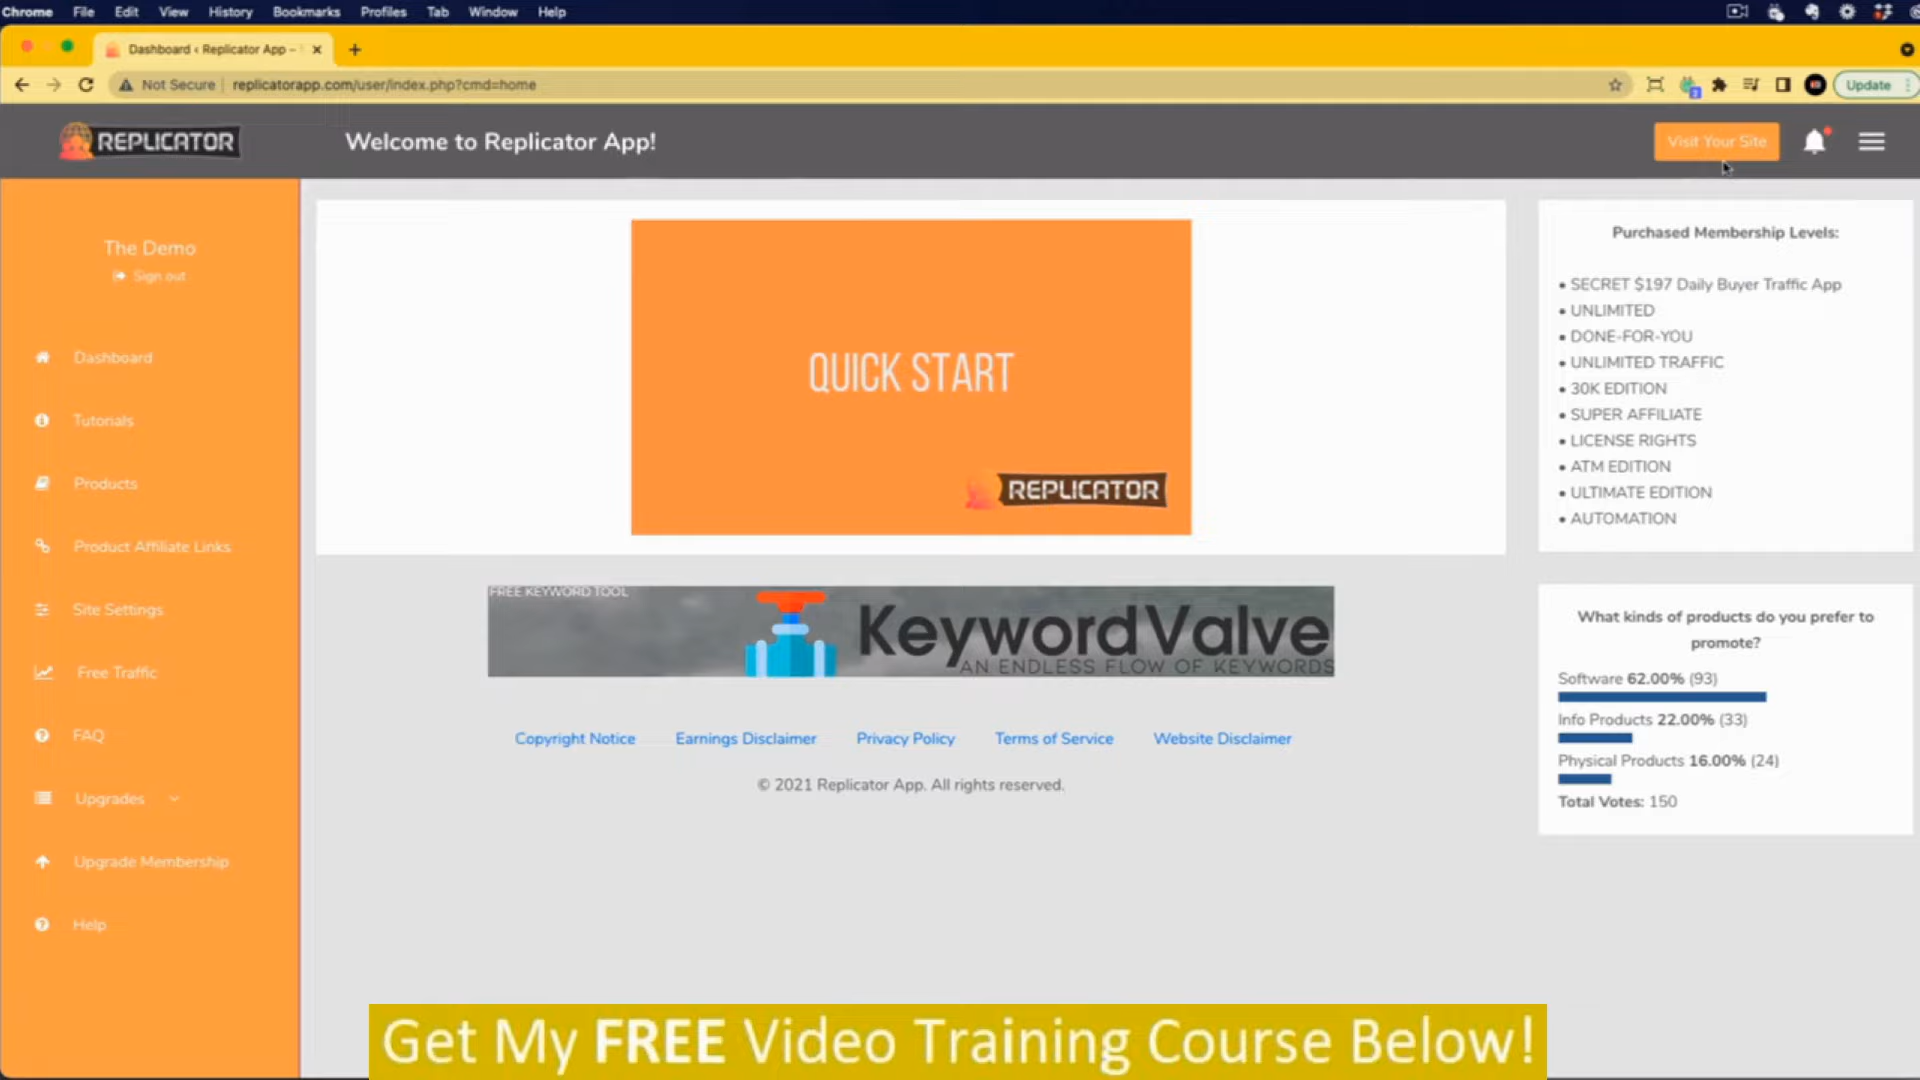 Chrome File Edit View History Bookmarks Profiles Tab Window Help
Dashboard ‹ Replicator App –
Not Secure replicatorapp.com/user/index.php?cmd=home
Update
REPLICATOR
Welcome to Replicator App!
Visit Your Site
The Demo
Sign out
Dashboard
Tutorials
Products
Product Affiliate Links
Site Settings
Free Traffic
FAQ
Upgrades
Upgrade Membership
Help
QUICK START
REPLICATOR
FREE KEYWORD TOOL
KeywordValve
AN ENDLESS FLOW OF KEYWORDS
Copyright Notice Earnings Disclaimer Privacy Policy Terms of Service Website Disclaimer
© 2021 Replicator App. All rights reserved.
Purchased Membership Levels:
• SECRET $197 Daily Buyer Traffic App
• UNLIMITED
• DONE-FOR-YOU
• UNLIMITED TRAFFIC
• 30K EDITION
• SUPER AFFILIATE
• LICENSE RIGHTS
• ATM EDITION
• ULTIMATE EDITION
• AUTOMATION
What kinds of products do you prefer to
promote?
Software 62.00% (93)
Info Products 22.00% (33)
Physical Products 16.00% (24)
Total Votes: 150
Get My FREE Video Training Course Below!